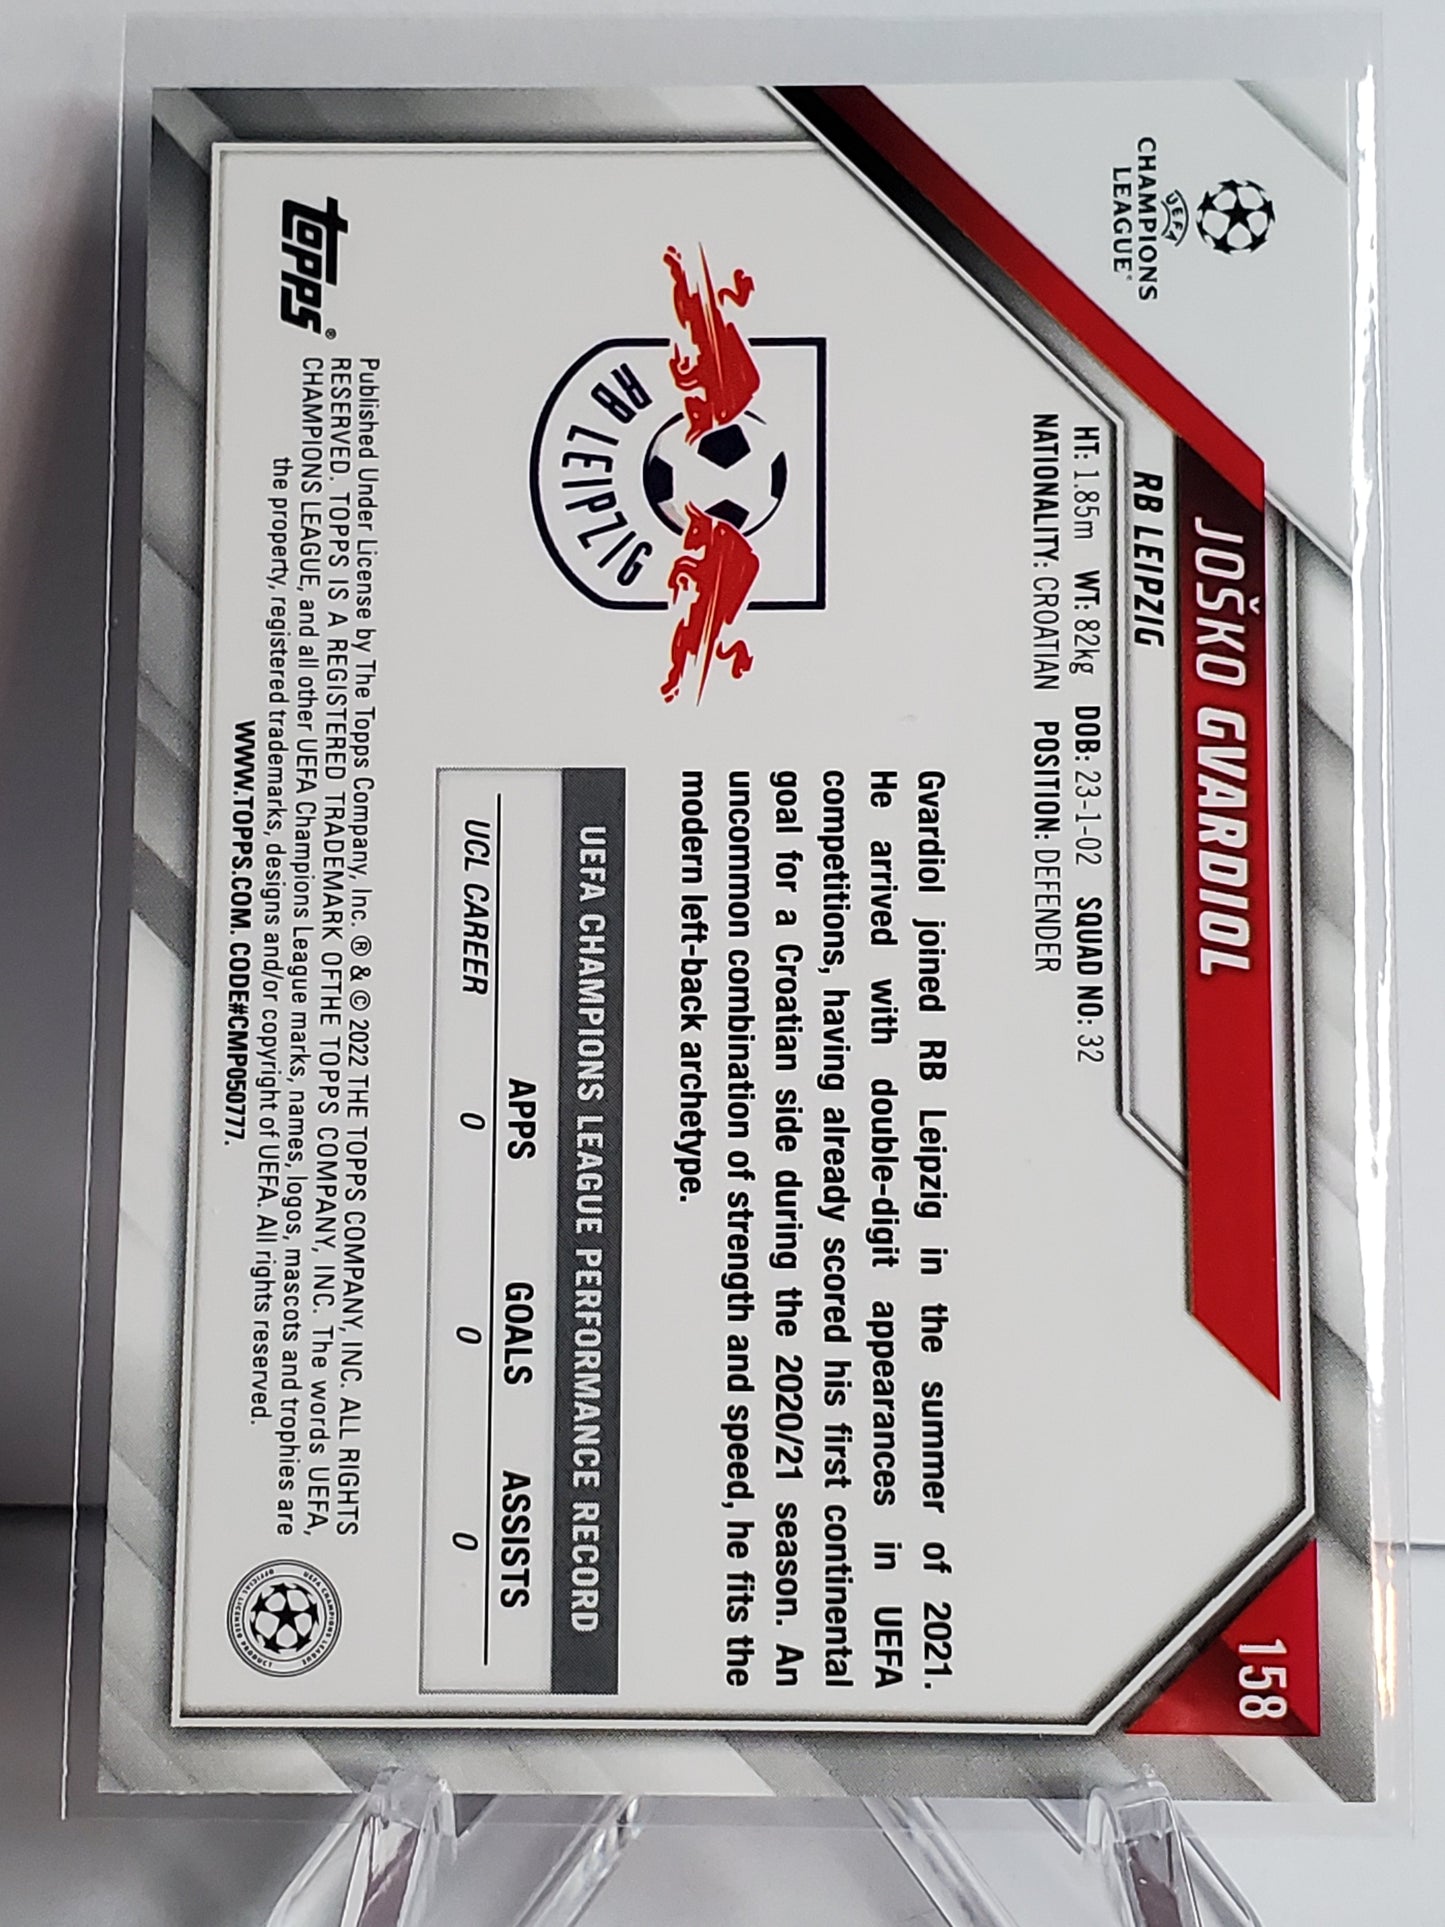 CHAMPIONS
LEAGUE
UEFA
158
JOŠKO GVARDIOL
RB LEIPZIG
HT: 1.85m WT: 82kg DOB: 23-1-02 SQUAD NO: 32
NATIONALITY: CROATIAN POSITION: DEFENDER
RB LEIPZIG
Gvardiol joined RB Leipzig in the summer of 2021.
He arrived with double-digit appearances in UEFA
competitions, having already scored his first continental
goal for a Croatian side during the 2020/21 season. An
uncommon combination of strength and speed, he fits the
modern left-back archetype.
UEFA CHAMPIONS LEAGUE PERFORMANCE RECORD
APPS GOALS ASSISTS
UCL CAREER 0 0 0
topps®
Published Under License by The Topps Company, Inc. ® & © 2022 THE TOPPS COMPANY, INC. ALL RIGHTS
RESERVED. TOPPS IS A REGISTERED TRADEMARK OFTHE TOPPS COMPANY, INC. The words UEFA,
CHAMPIONS LEAGUE, and all other UEFA Champions League marks, names, logos, mascots and trophies are
the property, registered trademarks, designs and/or copyright of UEFA. All rights reserved.
WWW.TOPPS.COM. CODE#CMP050777.
UEFA CHAMPIONS LEAGUE
OFFICIAL LICENSED PRODUCT